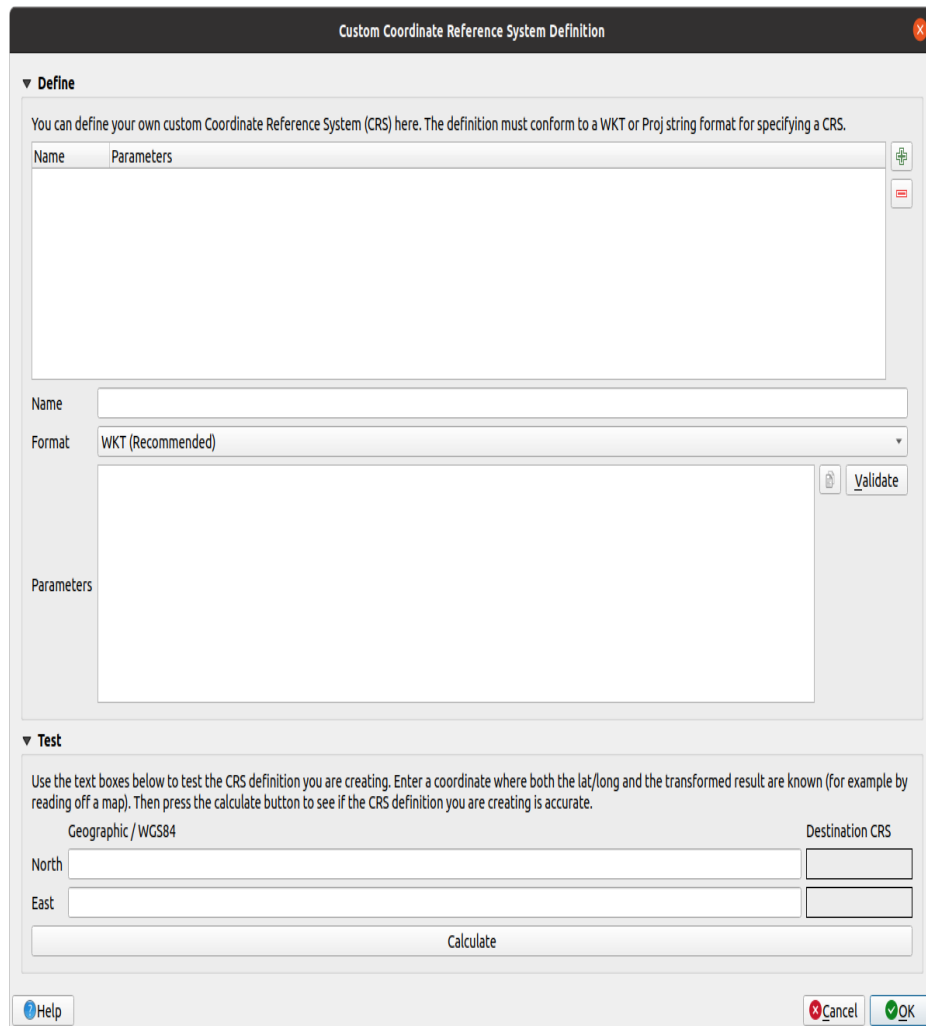 Custom Coordinate Reference System Definition
Define
You can define your own custom Coordinate Reference System (CRS) here. The definition must conform to a WKT or Proj string format for specifying a CRS.
Name Parameters
Name
Format WKT (Recommended)
Validate
Parameters
Test
Use the text boxes below to test the CRS definition you are creating. Enter a coordinate where both the lat/long and the transformed result are known (for example by
reading off a map). Then press the calculate button to see if the CRS definition you are creating is accurate.
Geographic / WGS84 Destination CRS
North
East
Calculate
Help Cancel OK